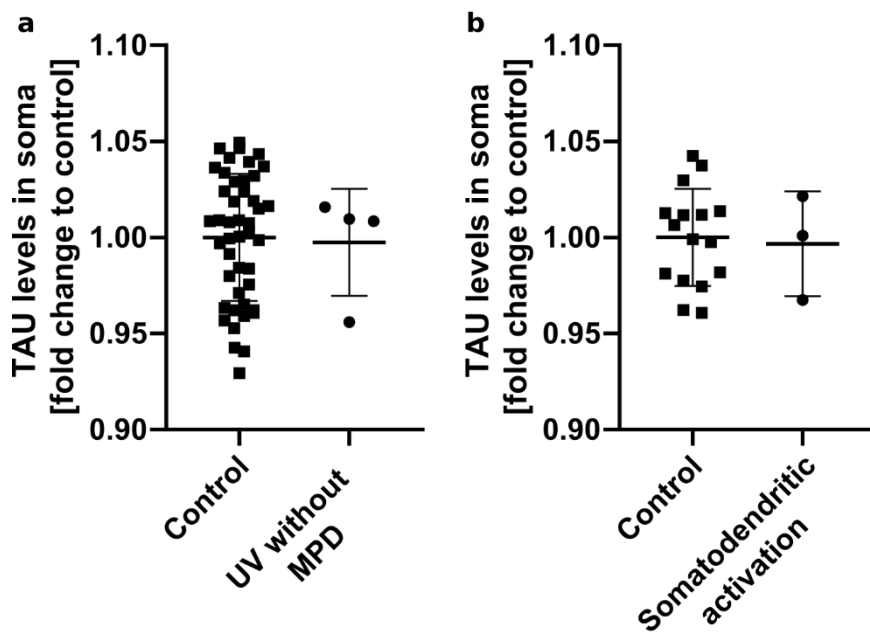 a
TAU levels in soma
[fold change to control]
1.10
1.05
1.00
0.95
0.90
Control
UV without
MPD
b
TAU levels in soma
[fold change to control]
1.10
1.05
1.00
0.95
0.90
Control
Somatodendritic
activation